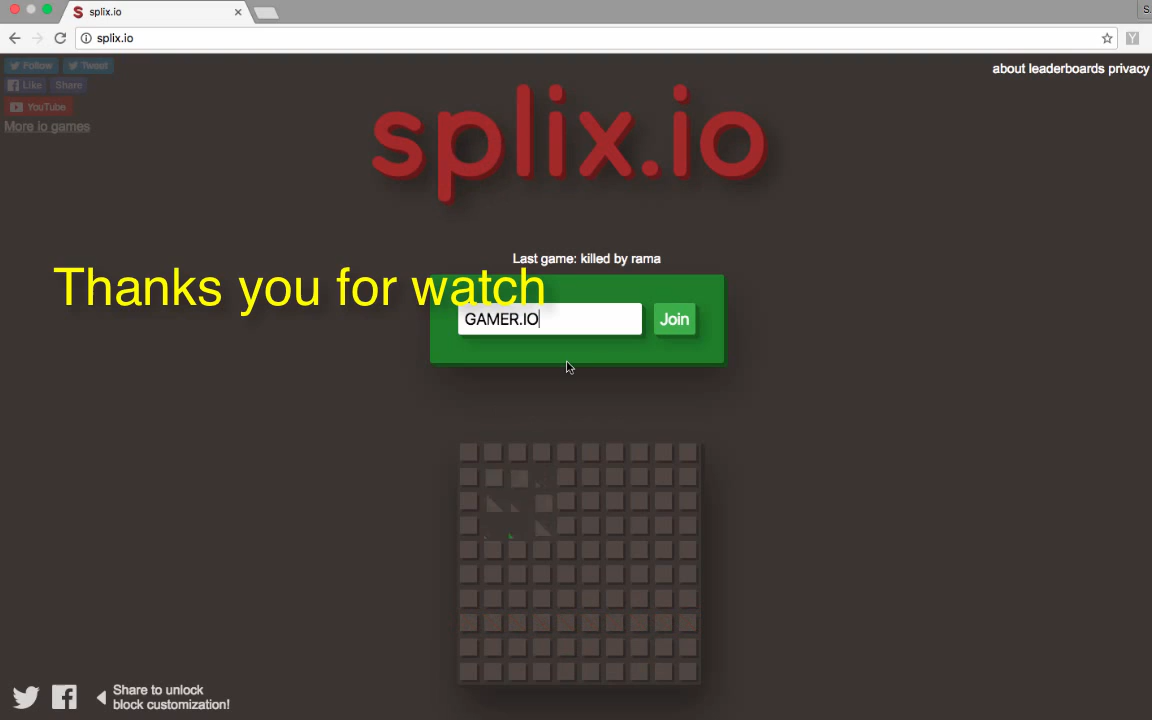 splix.io
S.
splix.io
Follow
Tweet
Like
Share
YouTube
More io games
about leaderboards privacy
splix.io
Last game: killed by rama
Thanks you for watch
GAMER.IO
Join
Share to unlock
block customization!